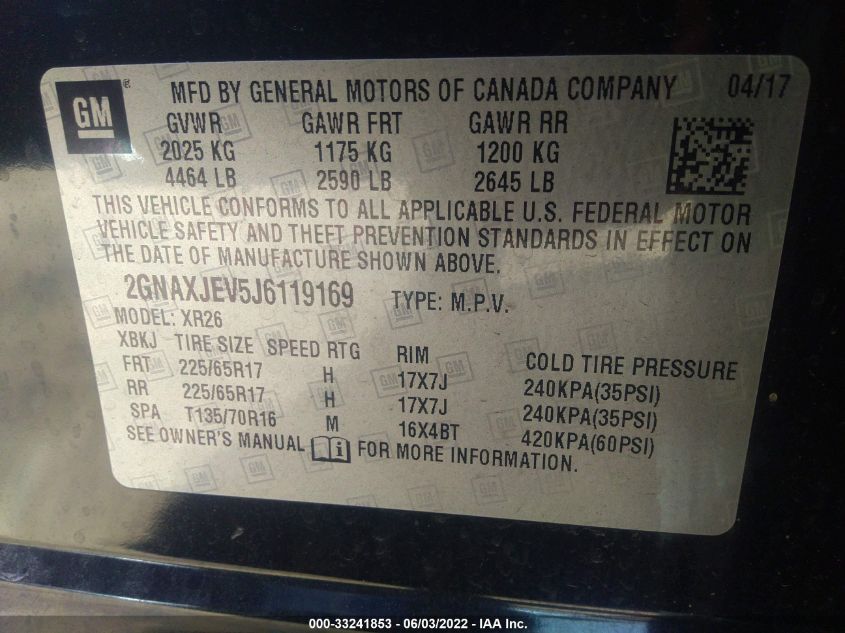 GM ® MFD BY GENERAL MOTORS OF CANADA COMPANY 04/17
GVWR GAWR FRT GAWR RR
2025 KG 1175 KG 1200 KG
4464 LB 2590 LB 2645 LB
THIS VEHICLE CONFORMS TO ALL APPLICABLE U.S. FEDERAL MOTOR
VEHICLE SAFETY AND THEFT PREVENTION STANDARDS IN EFFECT ON
THE DATE OF MANUFACTURE SHOWN ABOVE.
2GNAXJEV5J6119169 TYPE: M.P.V.
MODEL: XR26
XBKJ TIRE SIZE SPEED RTG RIM COLD TIRE PRESSURE
FRT 225/65R17 H 17X7J 240KPA(35PSI)
RR 225/65R17 H 17X7J 240KPA(35PSI)
SPA T135/70R16 M 16X4BT 420KPA(60PSI)
SEE OWNER'S MANUAL FOR MORE INFORMATION.
000-33241853 - 06/03/2022 - IAA Inc.